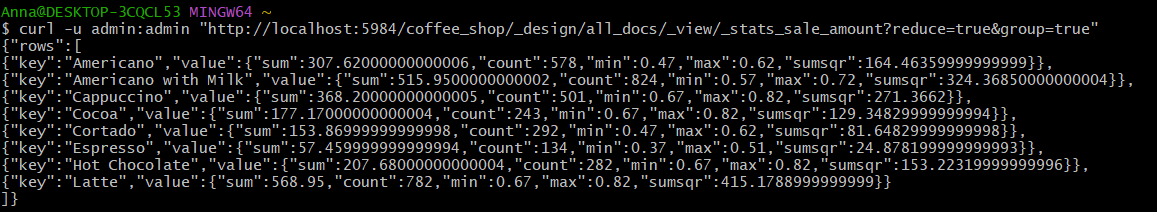 Anna@DESKTOP-3CQCL53 MINGW64 ~
$ curl -u admin:admin "http://localhost:5984/coffee_shop/_design/all_docs/_view/_stats_sale_amount?reduce=true&group=true"
{"rows":[
{"key":"Americano","value":{"sum":307.62000000000006,"count":578,"min":0.47,"max":0.62,"sumsqr":164.46359999999999}},
{"key":"Americano with Milk","value":{"sum":515.9500000000002,"count":824,"min":0.57,"max":0.72,"sumsqr":324.36850000000004}},
{"key":"Cappuccino","value":{"sum":368.20000000000005,"count":501,"min":0.67,"max":0.82,"sumsqr":271.3662}},
{"key":"Cocoa","value":{"sum":177.17000000000004,"count":243,"min":0.67,"max":0.82,"sumsqr":129.34829999999994}},
{"key":"Cortado","value":{"sum":153.86999999999998,"count":292,"min":0.47,"max":0.62,"sumsqr":81.64829999999998}},
{"key":"Espresso","value":{"sum":57.459999999999994,"count":134,"min":0.37,"max":0.51,"sumsqr":24.878199999999993}},
{"key":"Hot Chocolate","value":{"sum":207.68000000000004,"count":282,"min":0.67,"max":0.82,"sumsqr":153.22319999999996}},
{"key":"Latte","value":{"sum":568.95,"count":782,"min":0.67,"max":0.82,"sumsqr":415.1788999999999}}
]}